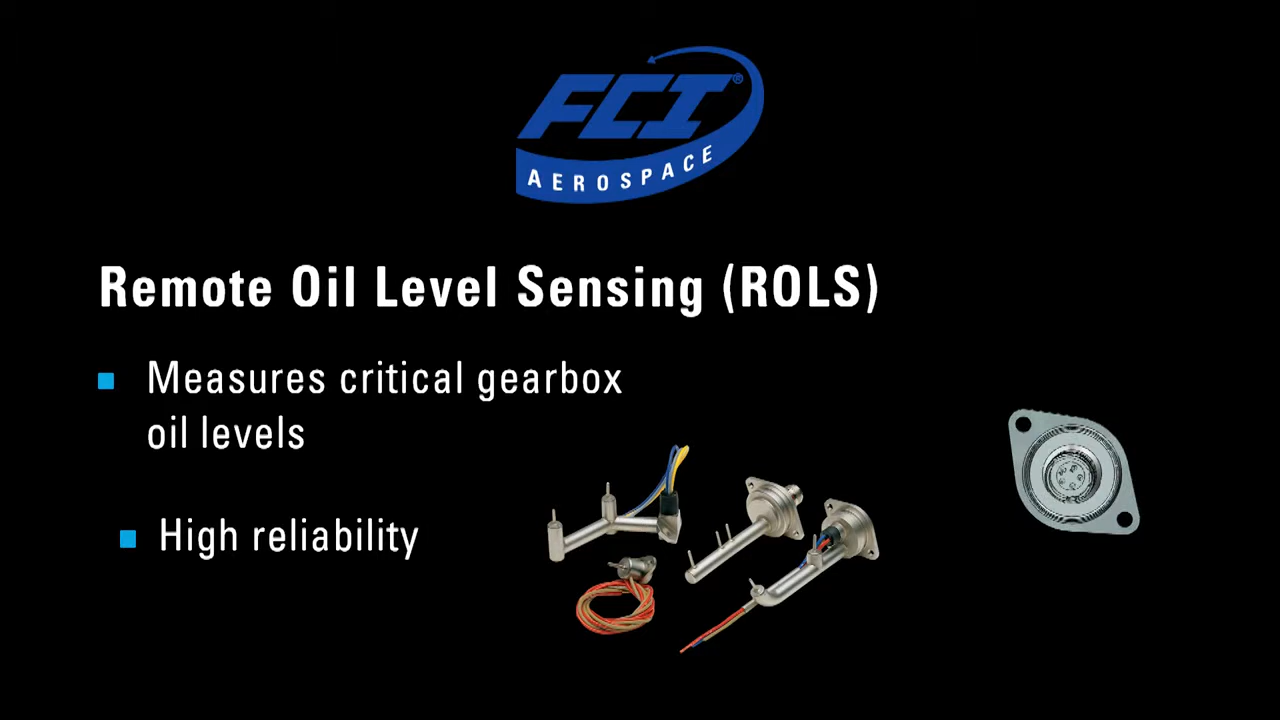 FCI®
AEROSPACE
Remote Oil Level Sensing (ROLS)
Measures critical gearbox
oil levels
High reliability